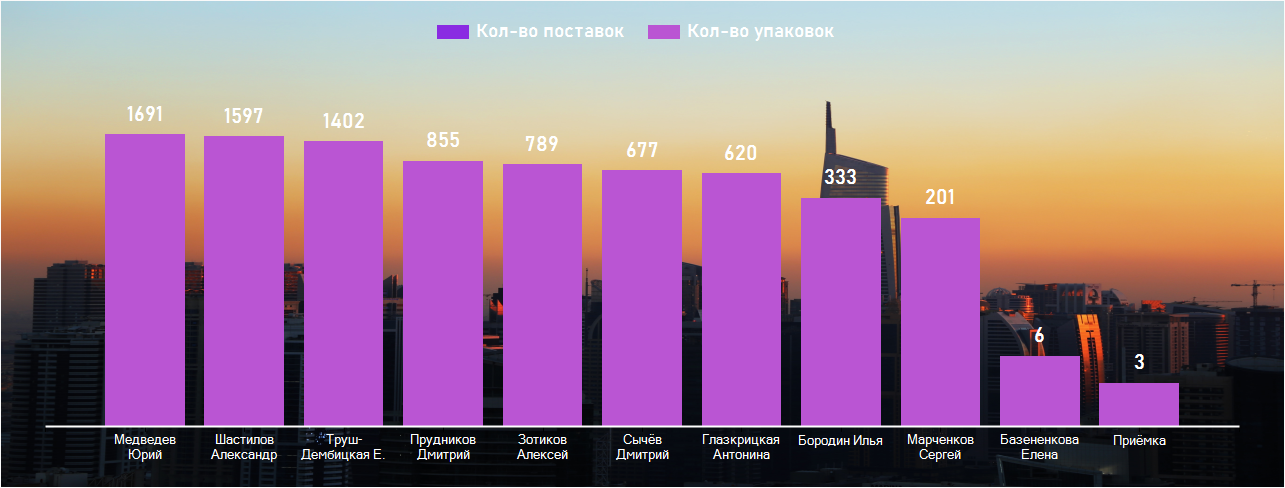 Кол-во поставок Кол-во упаковок
1691 1597 1402 855 789 677 620 333 201 6 3
Медведев Юрий
Шастилов Александр
Труш-
Дембицкая Е.
Прудников Дмитрий
Зотиков Алексей
Сычёв Дмитрий
Глазкрицкая Антонина
Бородин Илья
Марченков Сергей
Базененкова Елена
Приёмка